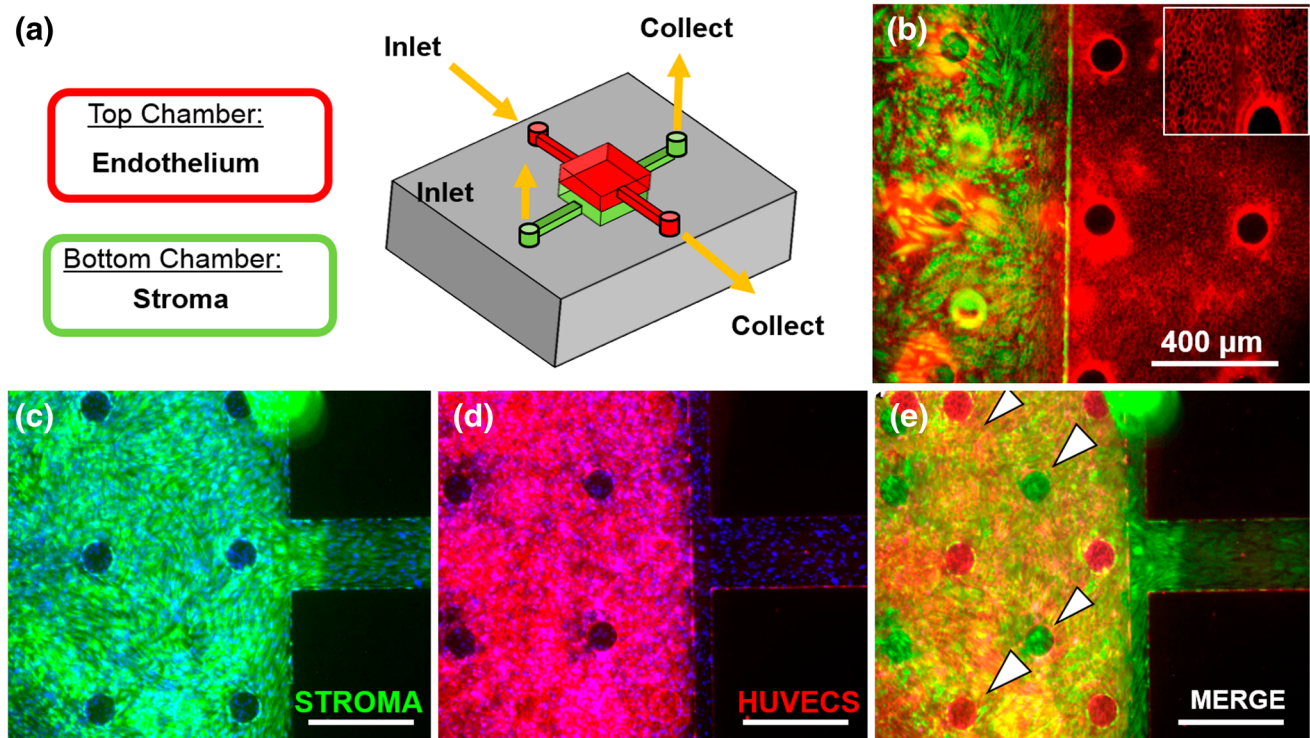 (a)
Top Chamber:
Endothelium
Bottom Chamber:
Stroma
Inlet
Collect
Inlet
Collect
(b)
400 µm
(c)
STROMA
(d)
HUVECS
(e)
MERGE